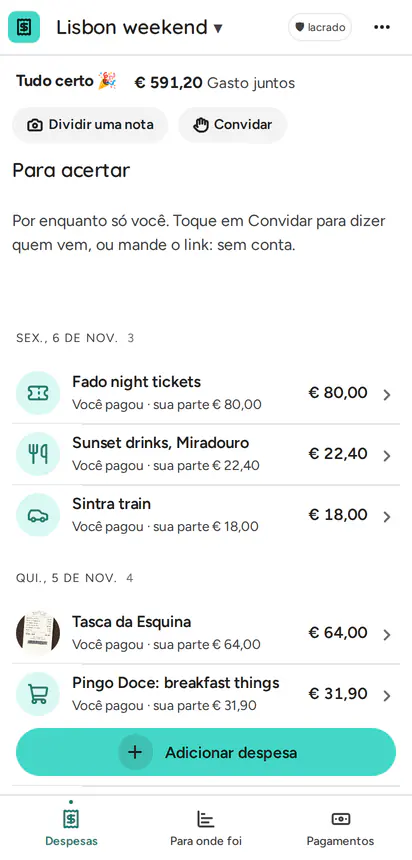 Lisbon weekend ▾
lacrado
Tudo certo 🎉 € 591,20 Gasto juntos
Dividir uma nota
Convidar
Para acertar
Por enquanto só você. Toque em Convidar para dizer
quem vem, ou mande o link: sem conta.
SEX., 6 DE NOV. 3
Fado night tickets
Você pagou · sua parte € 80,00
€ 80,00
Sunset drinks, Miradouro
Você pagou · sua parte € 22,40
€ 22,40
Sintra train
Você pagou · sua parte € 18,00
€ 18,00
QUI., 5 DE NOV. 4
Tasca da Esquina
Você pagou · sua parte € 64,00
€ 64,00
Pingo Doce: breakfast things
Você pagou · sua parte € 31,90
€ 31,90
Adicionar despesa
Despesas
Para onde foi
Pagamentos